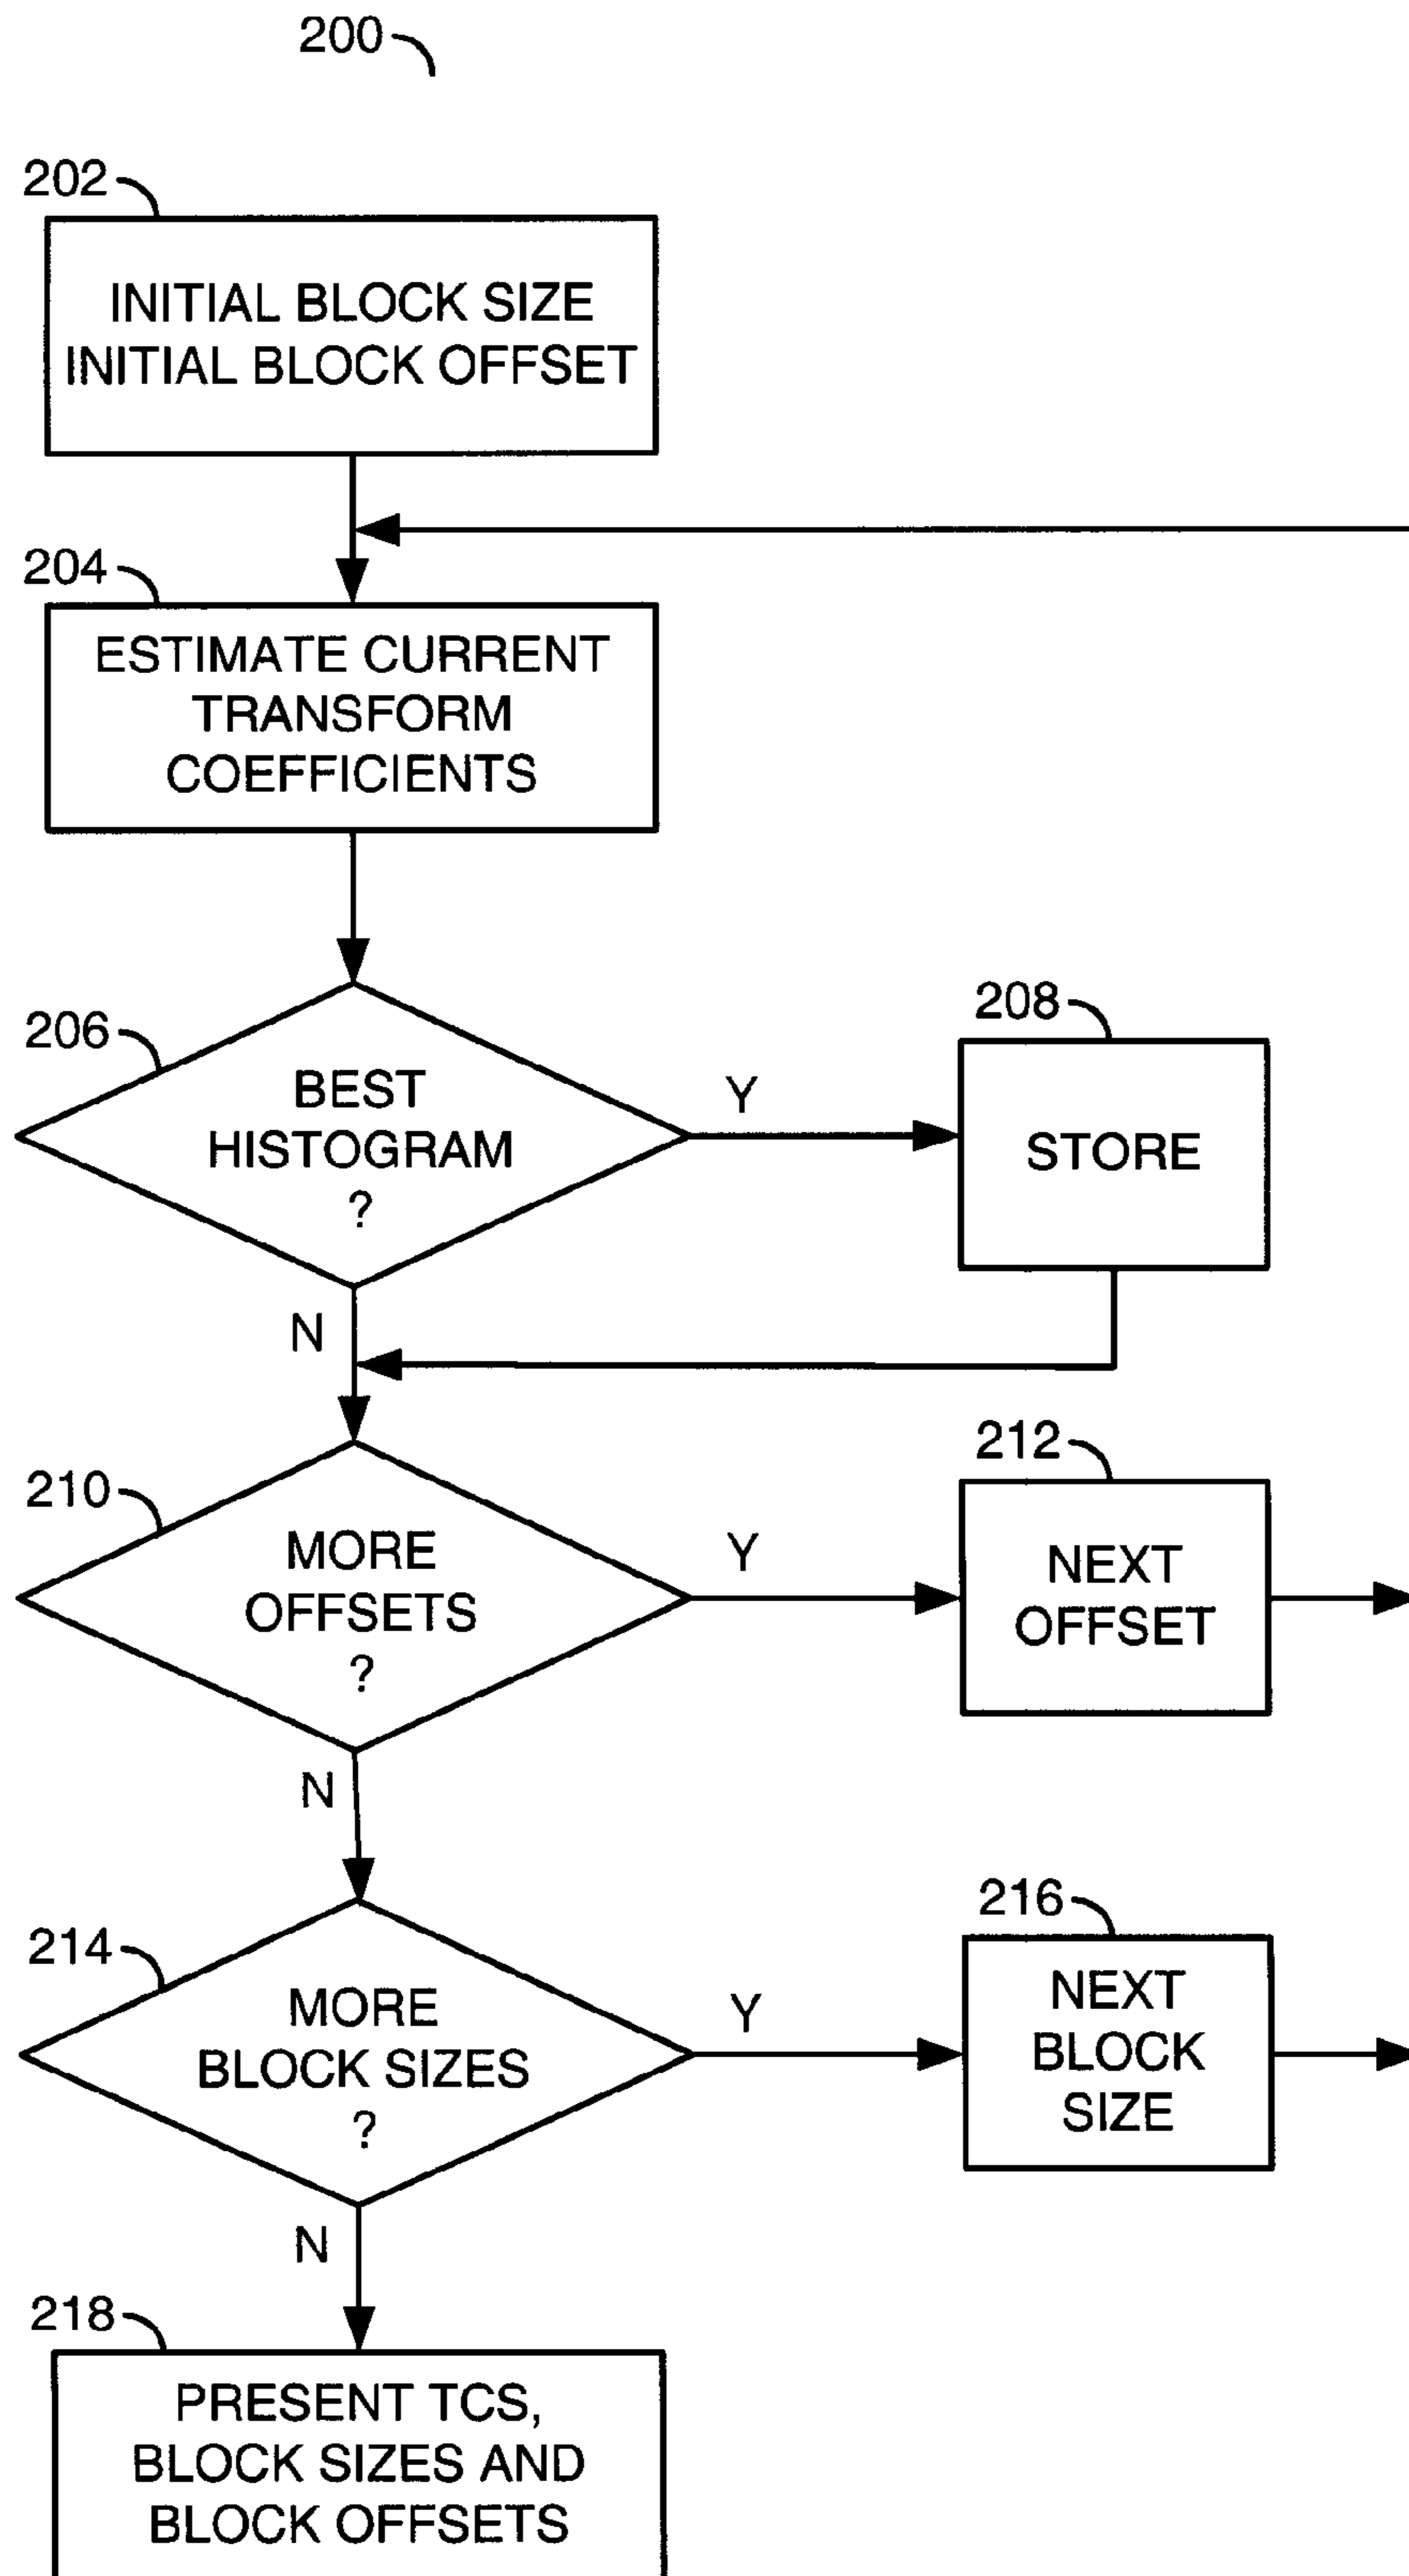 200
202
INITIAL BLOCK SIZE
INITIAL BLOCK OFFSET
204
ESTIMATE CURRENT
TRANSFORM
COEFFICIENTS
206
BEST
HISTOGRAM
?
Y
208
STORE
N
210
MORE
OFFSETS
?
Y
212
NEXT
OFFSET
N
214
MORE
BLOCK SIZES
?
Y
216
NEXT
BLOCK
SIZE
N
218
PRESENT TCS,
BLOCK SIZES AND
BLOCK OFFSETS